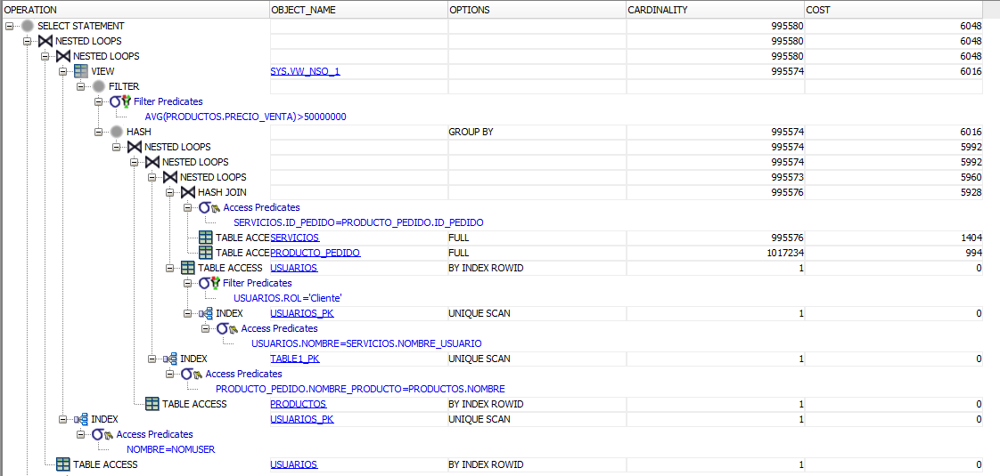 OPERATION OBJECT_NAME OPTIONS CARDINALITY COST
SELECT STATEMENT 995580 6048
NESTED LOOPS 995580 6048
NESTED LOOPS 995580 6048
VIEW SYS.VW_NSO_1 995574 6016
FILTER
Filter Predicates
AVG(PRODUCTOS.PRECIO_VENTA)>50000000
HASH GROUP BY 995574 6016
NESTED LOOPS 995574 5992
NESTED LOOPS 995574 5992
NESTED LOOPS 995573 5960
HASH JOIN 995576 5928
Access Predicates
SERVICIOS.ID_PEDIDO=PRODUCTO_PEDIDO.ID_PEDIDO
TABLE ACCE SERVICIOS FULL 995576 1404
TABLE ACCE PRODUCTO_PEDIDO FULL 1017234 994
TABLE ACCESS USUARIOS BY INDEX ROWID 1 0
Filter Predicates
USUARIOS.ROL='Cliente'
INDEX USUARIOS_PK UNIQUE SCAN 1 0
Access Predicates
USUARIOS.NOMBRE=SERVICIOS.NOMBRE_USUARIO
INDEX TABLE1_PK UNIQUE SCAN 1 0
Access Predicates
PRODUCTO_PEDIDO.NOMBRE_PRODUCTO=PRODUCTOS.NOMBRE
TABLE ACCESS PRODUCTOS BY INDEX ROWID 1 0
INDEX USUARIOS_PK UNIQUE SCAN 1 0
Access Predicates
NOMBRE=NOMUSER
TABLE ACCESS USUARIOS BY INDEX ROWID 1 0